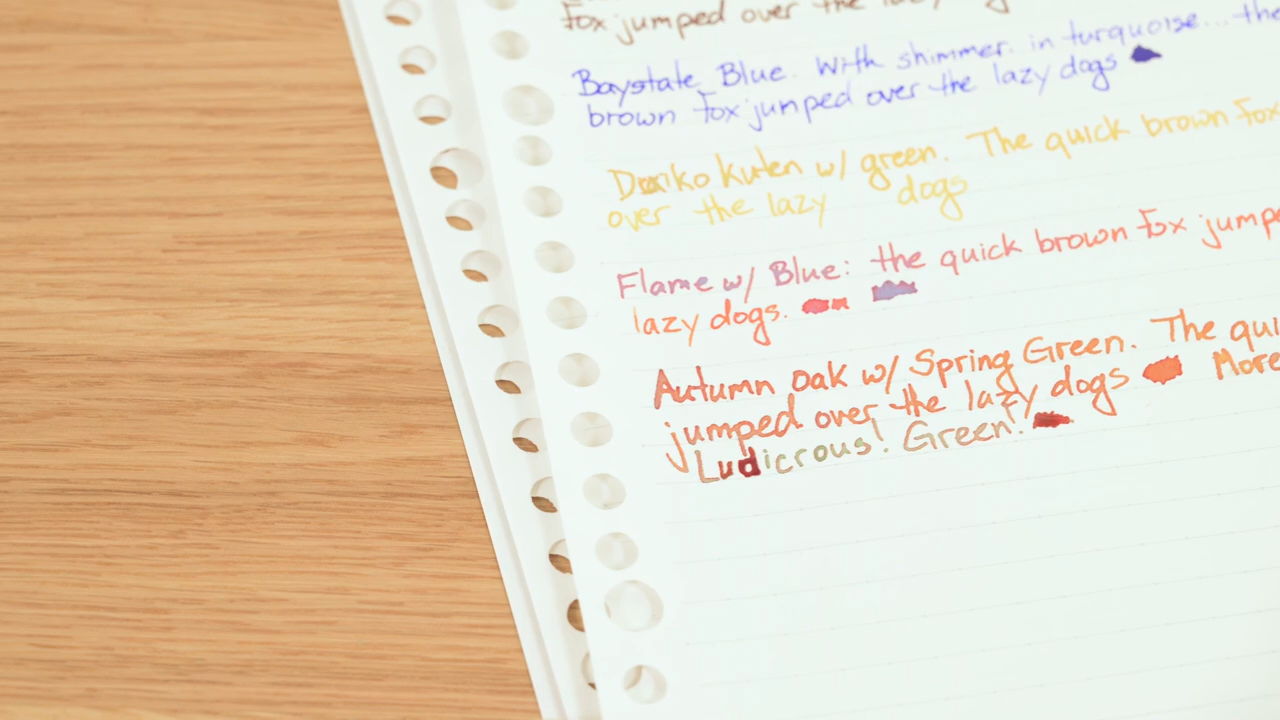 fox jumped over the lazy
Baystate Blue. With shimmer. in turquoise... the
brown fox jumped over the lazy dogs
kuten w/ green. The quick brown fox
over the lazy dogs
Flame w/ Blue: the quick brown fox jumped
lazy dogs.
Autumn oak w/ Spring Green. The qui
jumped over the lazy dogs More
Ludicrous! Green!